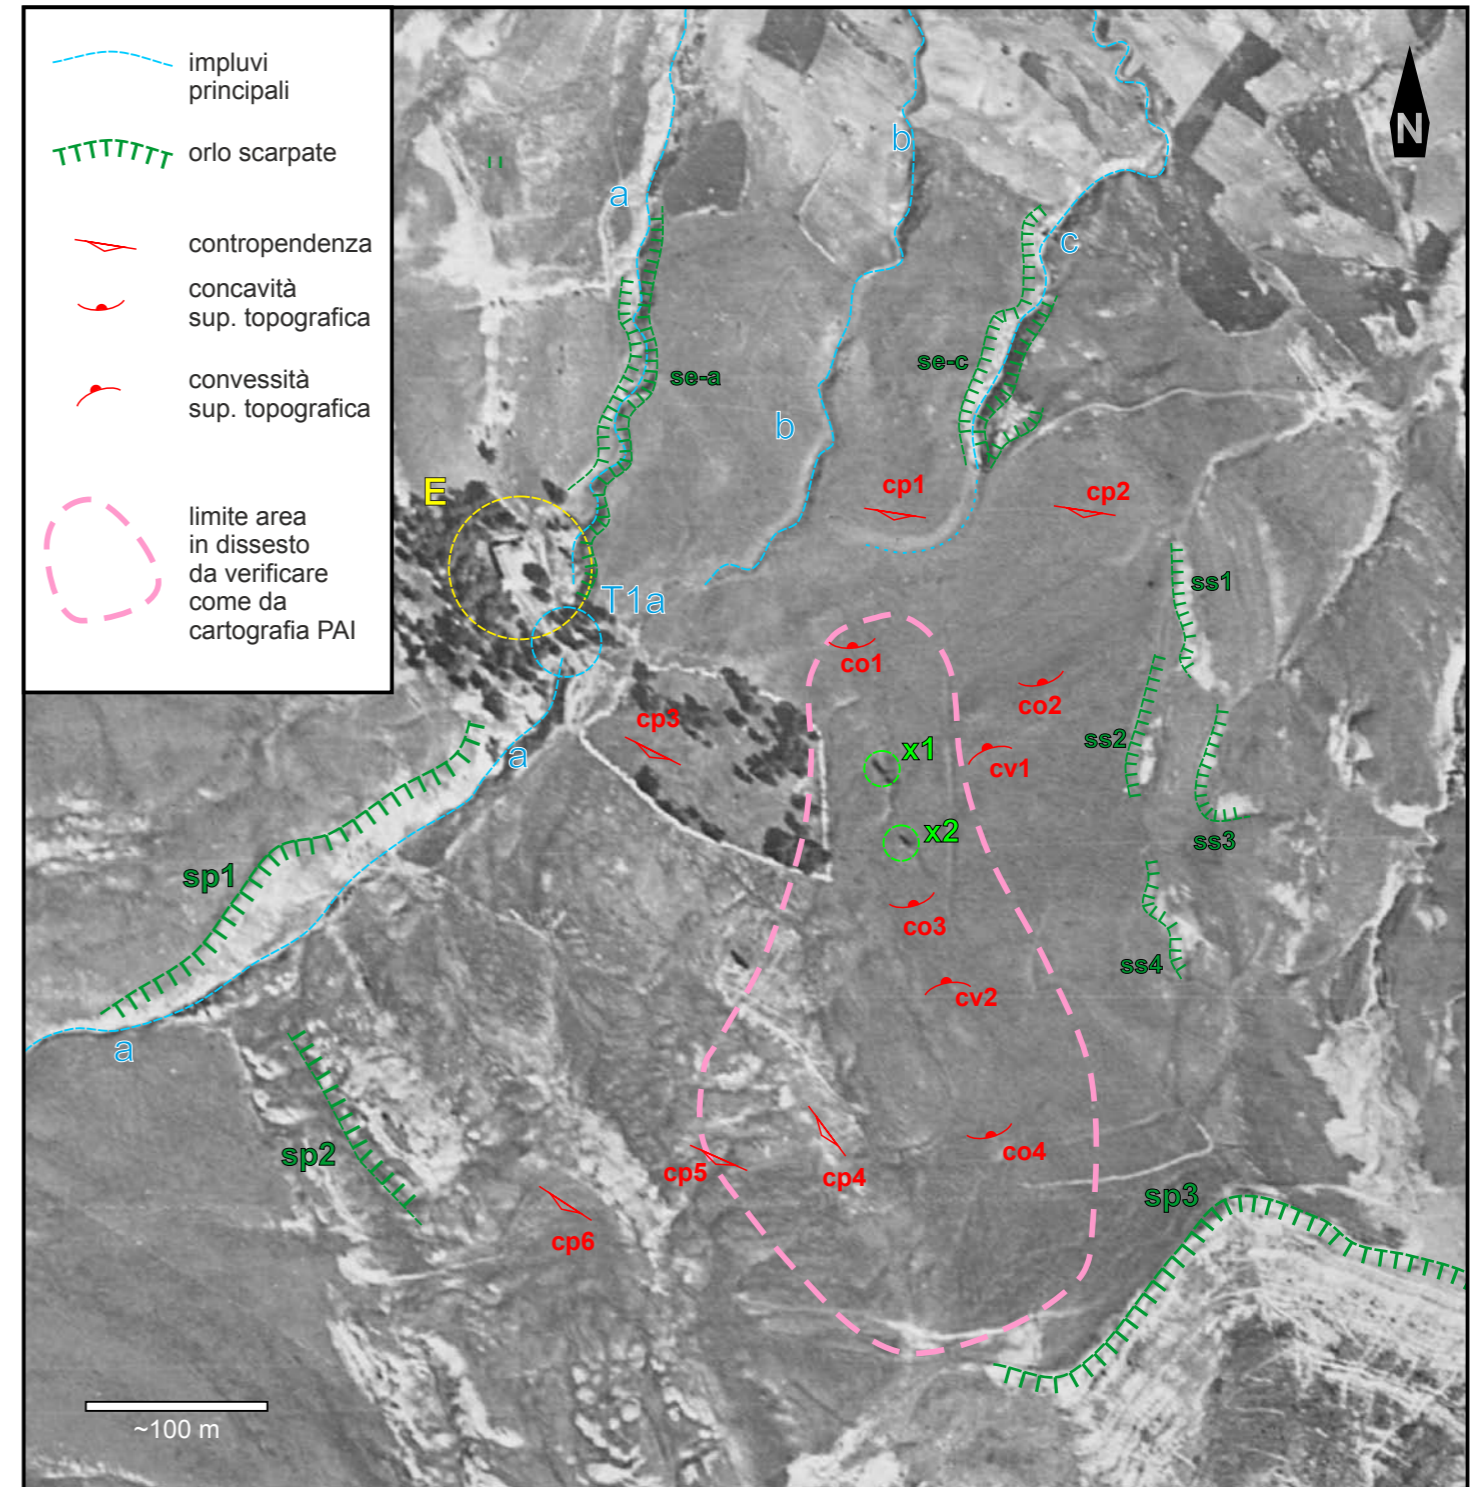 impluvi
principali
orlo scarpate
contropendenza
concavità
sup. topografica
convessità
sup. topografica
limite area
in dissesto
da verificare
come da
cartografia PAI
N
b
a
c
se-c
se-a
b
cp1
cp2
E
ss1
T1a
co1
co2
cp3
ss2
x1
a
cv1
x2
ss3
sp1
co3
ss4
cv2
a
sp2
co4
cp5
cp4
sp3
cp6
~100 m